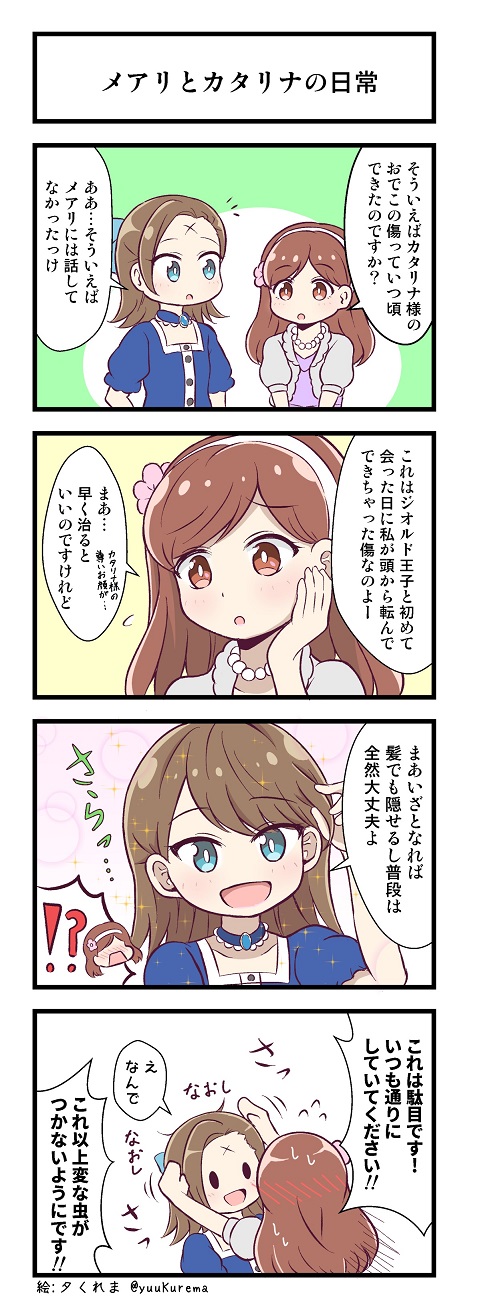 メアリとカタリナの日常
そういえばカタリナ様の
おでこの傷っていつ頃
できたのですか？
ああ…そういえば
メアリには話して
なかったっけ
これはジオルド王子と初めて
会った日に私が頭から転んで
できちゃった傷なのよー
まあ…
早く治ると
いいのですけれど
カタリナ様の
尊いお顔が…
まあいざとなれば
髪でも隠せるし普段は
全然大丈夫よ
さらっ…
!?
これは駄目です！
いつも通りに
していてください!!
さっ
え
なんで
なおし
なおし
さっ
これ以上変な虫が
つかないようにです!!
絵:夕くれま @yuukurema